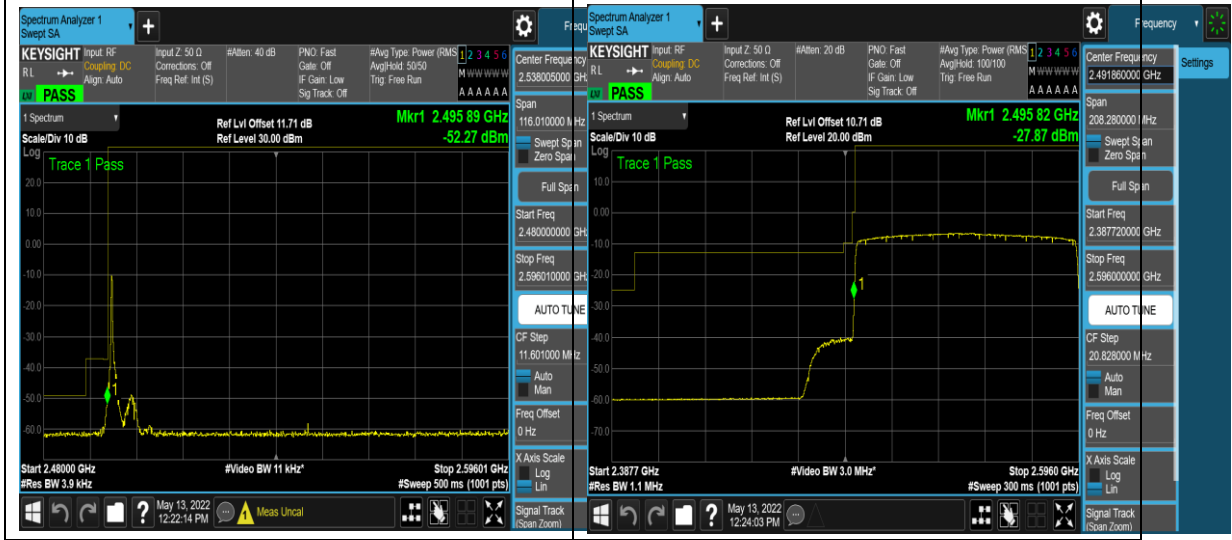 Spectrum Analyzer 1
Swept SA
+
Frequ
KEYSIGHT
RL
PASS
Input: RF
Coupling: DC
Align: Auto
Input Z: 50 Ω
Corrections: Off
Freq Ref: Int (S)
#Atten: 40 dB
PNO: Fast
Gate: Off
IF Gain: Low
Sig Track: Off
#Avg Type: Power (RMS
Avg|Hold: 50/50
Trig: Free Run
1 2 3 4 5 6
M W W W W W
A A A A A A
1 Spectrum
Scale/Div 10 dB
Ref Lvl Offset 11.71 dB
Ref Level 30.00 dBm
Mkr1 2.495 89 GHz
-52.27 dBm
Log
Trace 1 Pass
20.0
10.0
0.00
-10.0
-20.0
-30.0
-40.0
-50.0
-60.0
1
Start 2.48000 GHz
#Res BW 3.9 kHz
#Video BW 11 kHz*
Stop 2.59601 GHz
#Sweep 500 ms (1001 pts)
?
May 13, 2022
12:22:14 PM
Meas Uncal
Center Frequency
2.538005000 GH
Span
116.010000 MHz
Swept Span
Zero Span
Full Span
Start Freq
2.480000000 GH
Stop Freq
2.596010000 GH
AUTO TUNE
CF Step
11.601000 MHz
Auto
Man
Freq Offset
0 Hz
X Axis Scale
Log
Lin
Signal Track
(Span Zoom)
Spectrum Analyzer 1
Swept SA
+
Frequency
Settings
KEYSIGHT
RL
PASS
Input: RF
Coupling: DC
Align: Auto
Input Z: 50 Ω
Corrections: Off
Freq Ref: Int (S)
#Atten: 20 dB
PNO: Fast
Gate: Off
IF Gain: Low
Sig Track: Off
#Avg Type: Power (RMS
Avg|Hold: 100/100
Trig: Free Run
1 2 3 4 5 6
M W W W W W
A A A A A A
1 Spectrum
Scale/Div 10 dB
Ref Lvl Offset 10.71 dB
Ref Level 20.00 dBm
Mkr1 2.495 82 GHz
-27.87 dBm
Log
Trace 1 Pass
10.0
0.00
-10.0
-20.0
-30.0
-40.0
-50.0
-60.0
-70.0
1
Start 2.3877 GHz
#Res BW 1.1 MHz
#Video BW 3.0 MHz*
Stop 2.5960 GHz
#Sweep 300 ms (1001 pts)
?
May 13, 2022
12:24:03 PM
Center Frequency
2.491860000 GHz
Span
208.280000 MHz
Swept Span
Zero Span
Full Span
Start Freq
2.387720000 GHz
Stop Freq
2.596000000 GHz
AUTO TUNE
CF Step
20.828000 MHz
Auto
Man
Freq Offset
0 Hz
X Axis Scale
Log
Lin
Signal Track
(Span Zoom)